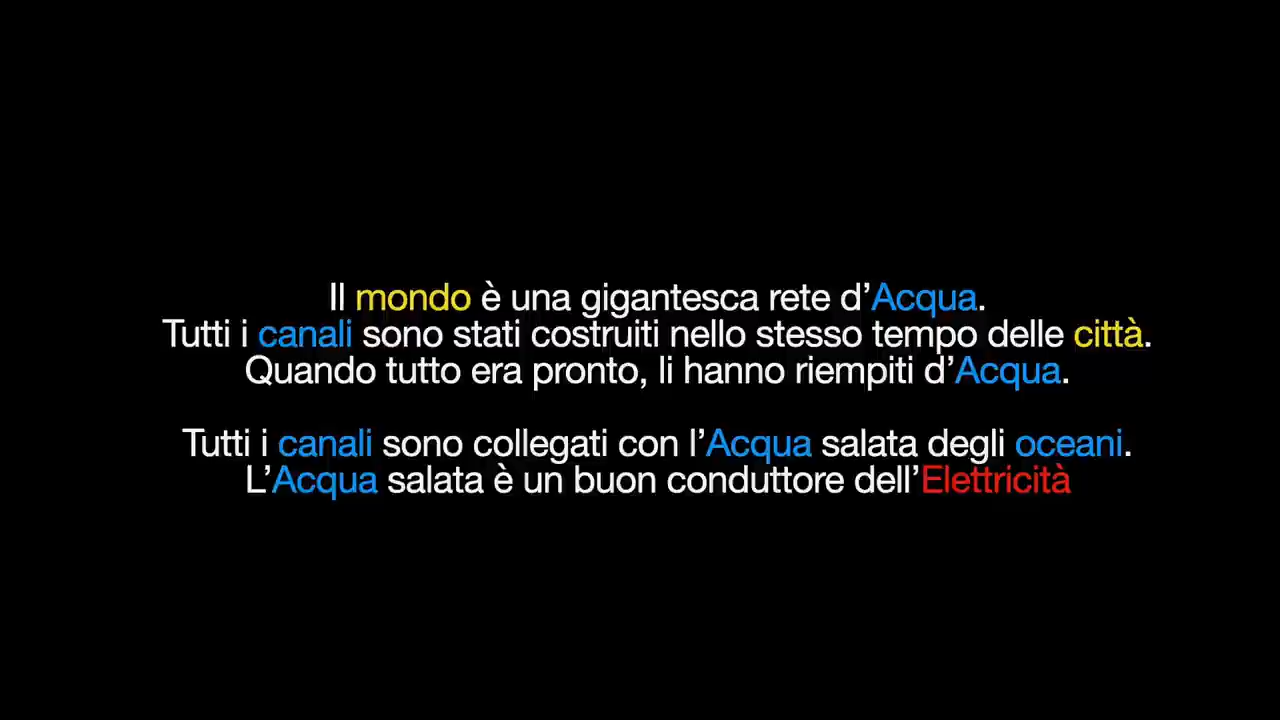 Il mondo è una gigantesca rete d’Acqua.
Tutti i canali sono stati costruiti nello stesso tempo delle città.
Quando tutto era pronto, li hanno riempiti d’Acqua.
Tutti i canali sono collegati con l’Acqua salata degli oceani.
L’Acqua salata è un buon conduttore dell’Elettricità